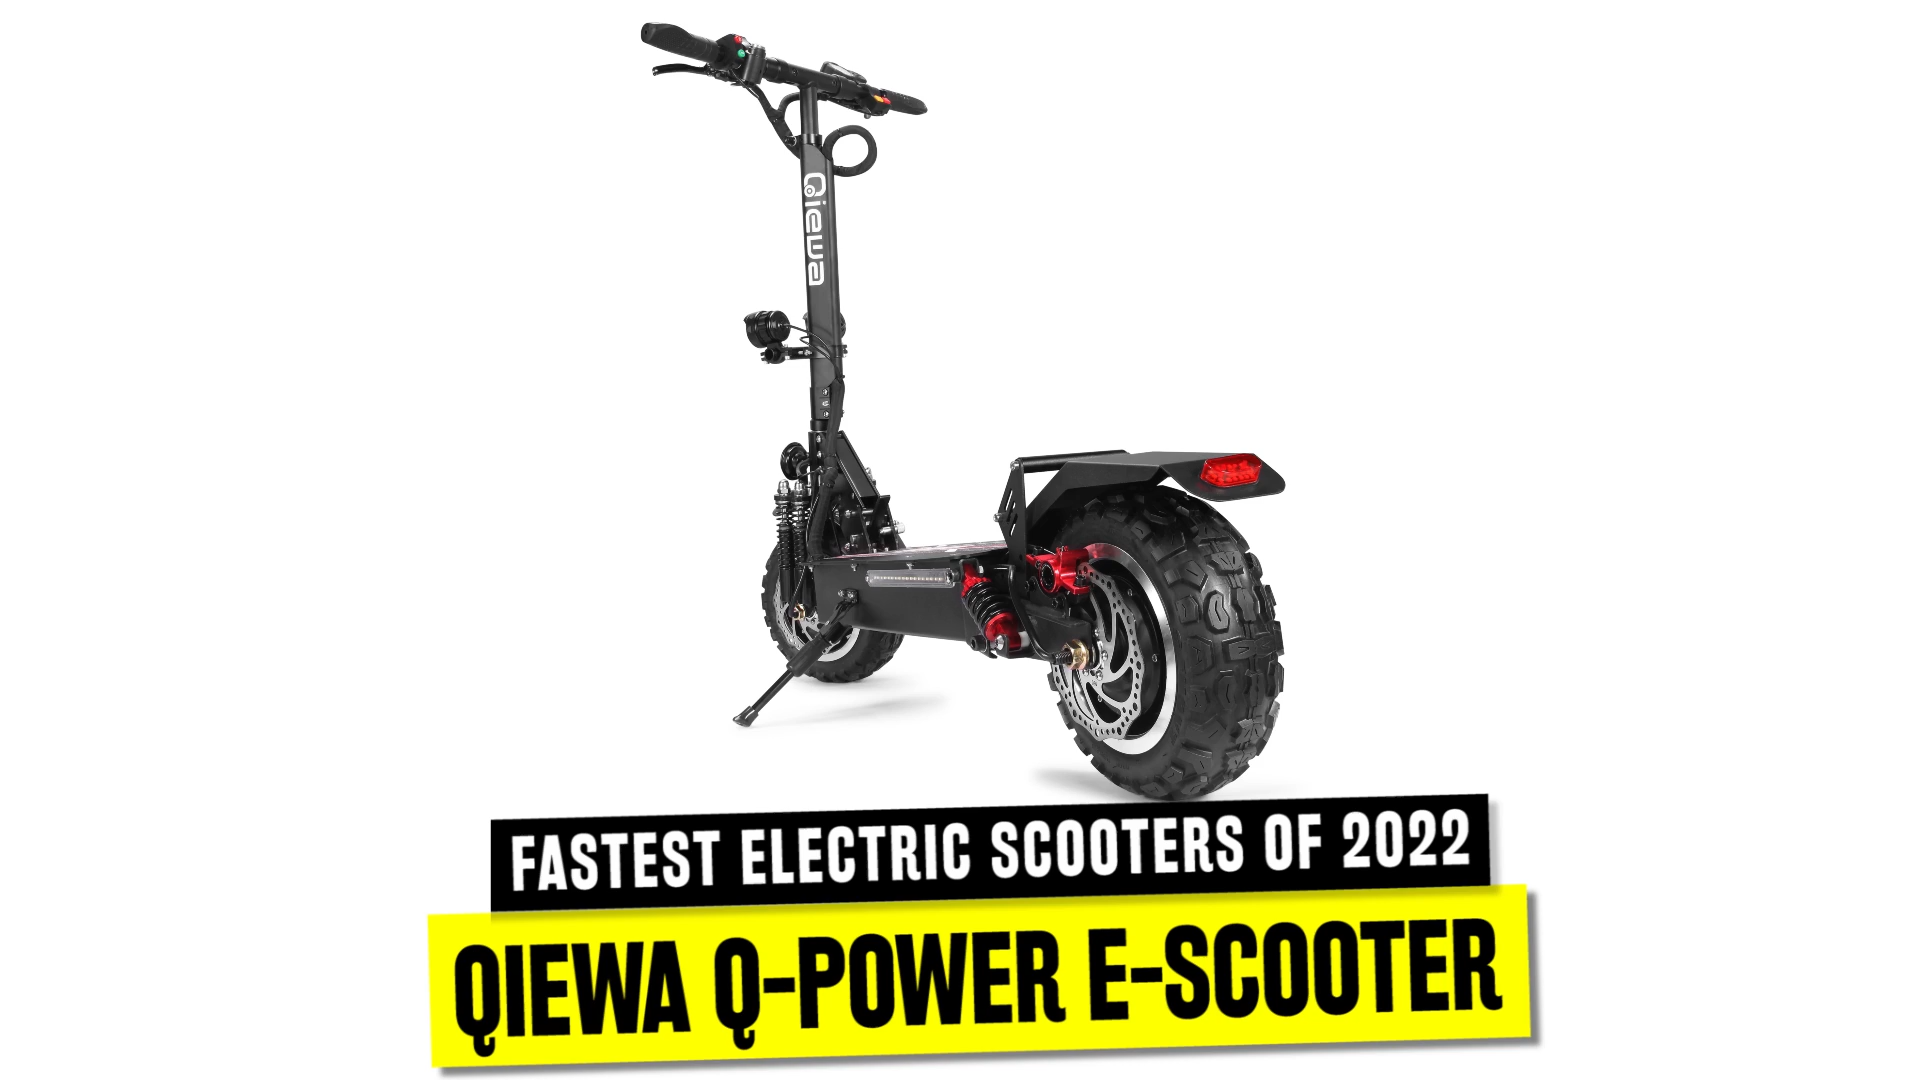 Qiewa
FASTEST ELECTRIC SCOOTERS OF 2022
QIEWA Q-POWER E-SCOOTER